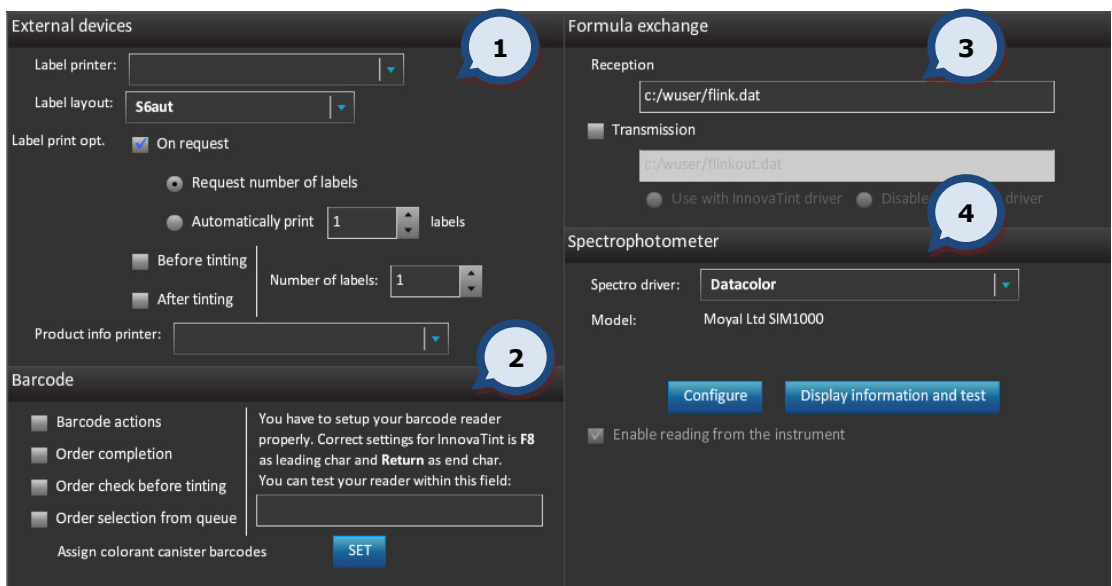 External devices
1
Label printer:
Label layout: S6aut
Label print opt. On request
Request number of labels
Automatically print 1 labels
Before tinting
Number of labels: 1
After tinting
Product info printer:
2
Barcode
Barcode actions
Order completion
Order check before tinting
Order selection from queue
You have to setup your barcode reader
properly. Correct settings for InnovaTint is F8
as leading char and Return as end char.
You can test your reader within this field:
Assign colorant canister barcodes SET
Formula exchange
3
Reception
c:/wuser/flink.dat
Transmission
c:/wuser/flinkout.dat
Use with InnovaTint driver Disable driver
4
Spectrophotometer
Spectro driver: Datacolor
Model: Moyal Ltd SIM1000
Configure Display information and test
Enable reading from the instrument